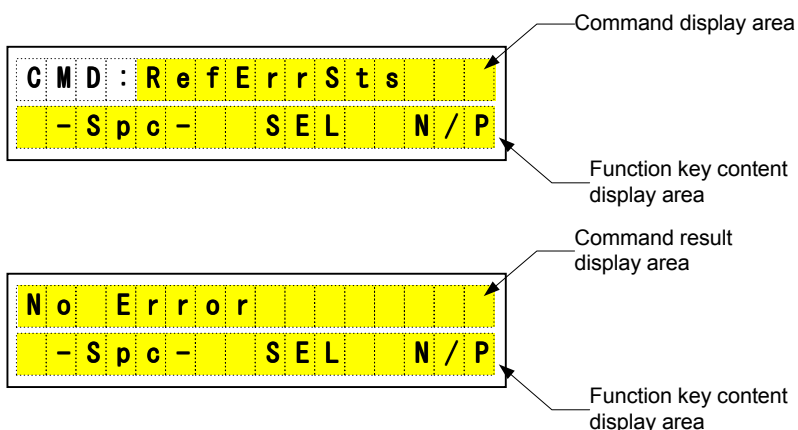 Command display area
CMD:RefErrSts
-Spc- SEL N/P
Function key content
display area
Command result
display area
No Error
-Spc- SEL N/P
Function key content
display area